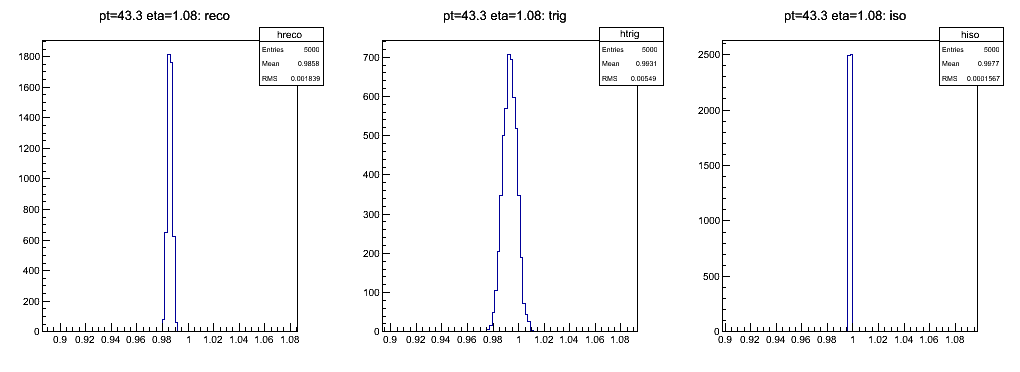 pt=43.3 eta=1.08: reco
hreco
Entries 5000
Mean 0.9858
RMS 0.001839
1800
1600
1400
1200
1000
800
600
400
200
0
0.9 0.92 0.94 0.96 0.98 1 1.02 1.04 1.06 1.08
pt=43.3 eta=1.08: trig
htrig
Entries 5000
Mean 0.9931
RMS 0.00549
700
600
500
400
300
200
100
0
0.9 0.92 0.94 0.96 0.98 1 1.02 1.04 1.06 1.08
pt=43.3 eta=1.08: iso
hiso
Entries 5000
Mean 0.9977
RMS 0.0001567
2500
2000
1500
1000
500
0
0.9 0.92 0.94 0.96 0.98 1 1.02 1.04 1.06 1.08